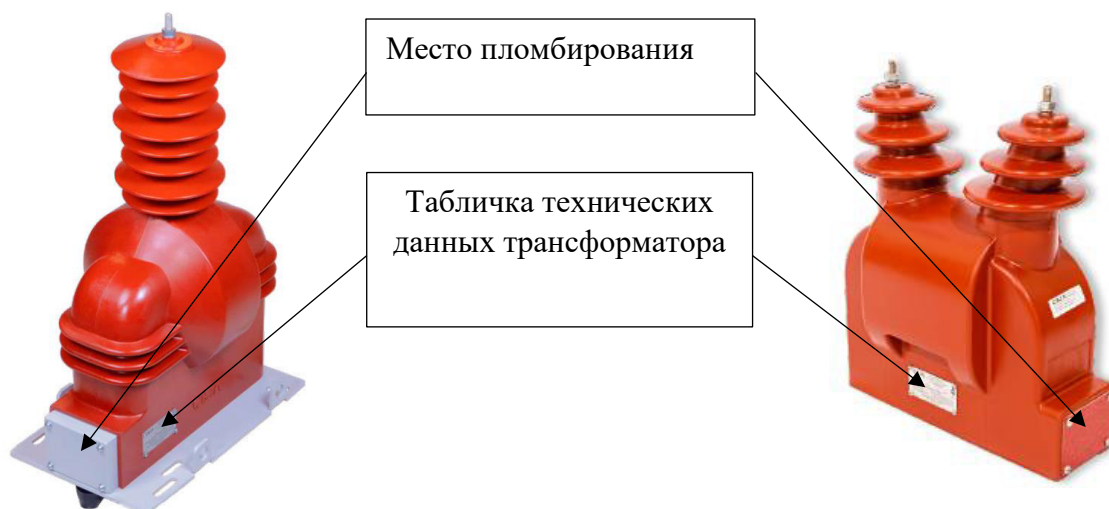 Место пломбирования
Табличка технических
данных трансформатора